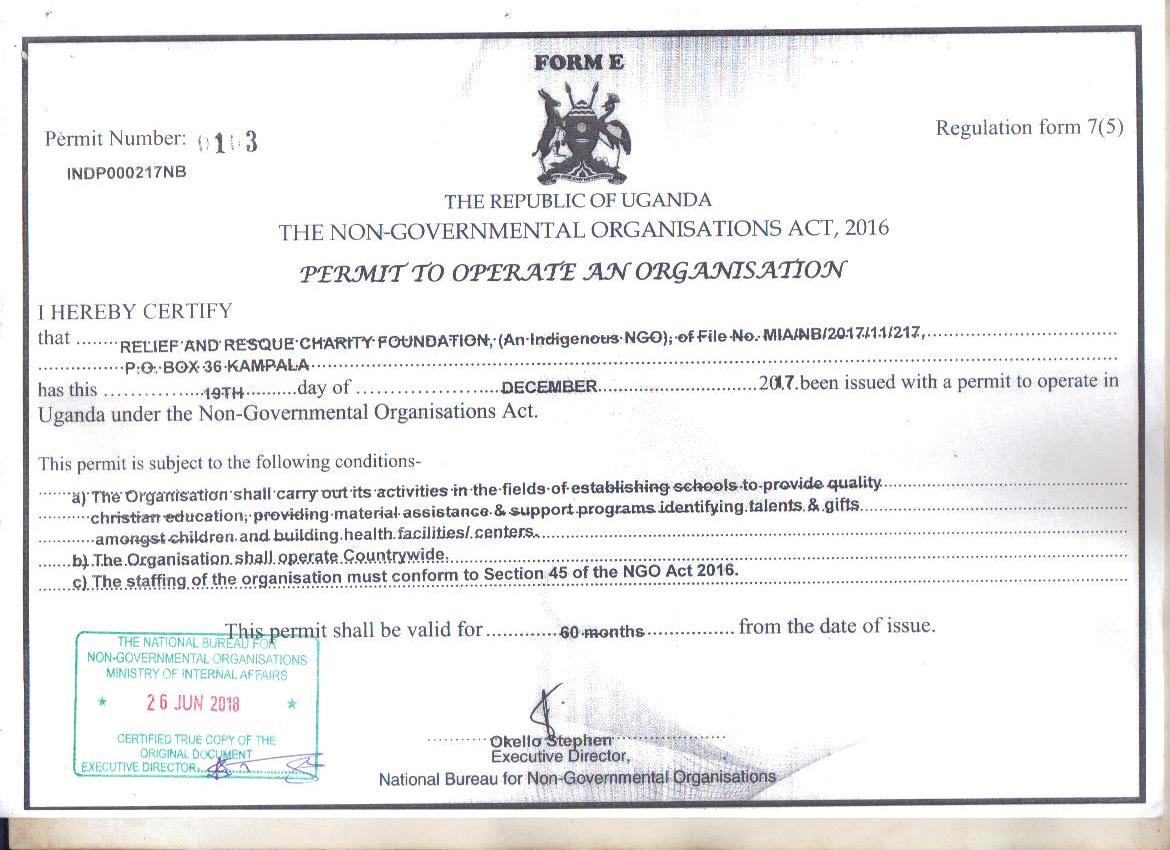 FORM E
Permit Number: 0103
Regulation form 7(5)
INDP000217NB
THE REPUBLIC OF UGANDA
THE NON-GOVERNMENTAL ORGANISATIONS ACT, 2016
PERMIT TO OPERATE AN ORGANISATION
I HEREBY CERTIFY
that ........RELIEF AND RESQUE CHARITY FOUNDATION, (An Indigenous NGO), of File No. MIA/NB/2017/11/217,
P.O. BOX 36 KAMPALA
has this ....................19TH..........day of ..............................DECEMBER................................2017.been issued with a permit to operate in
Uganda under the Non-Governmental Organisations Act.
This permit is subject to the following conditions-
a) The Organisation shall carry out its activities in the fields of establishing schools to provide quality
christian education, providing material assistance & support programs identifying talents & gifts
amongst children and building health facilities/ centers.
b) The Organisation shall operate Countrywide.
c) The staffing of the organisation must conform to Section 45 of the NGO Act 2016.
This permit shall be valid for...............60 months.................from the date of issue.
THE NATIONAL BUREAU FOR
NON-GOVERNMENTAL ORGANISATIONS
MINISTRY OF INTERNAL AFFAIRS
* 26 JUN 2018 *
CERTIFIED TRUE COPY OF THE
ORIGINAL DOCUMENT
EXECUTIVE DIRECTOR:
Okello Stephen
Executive Director,
National Bureau for Non-Governmental Organisations